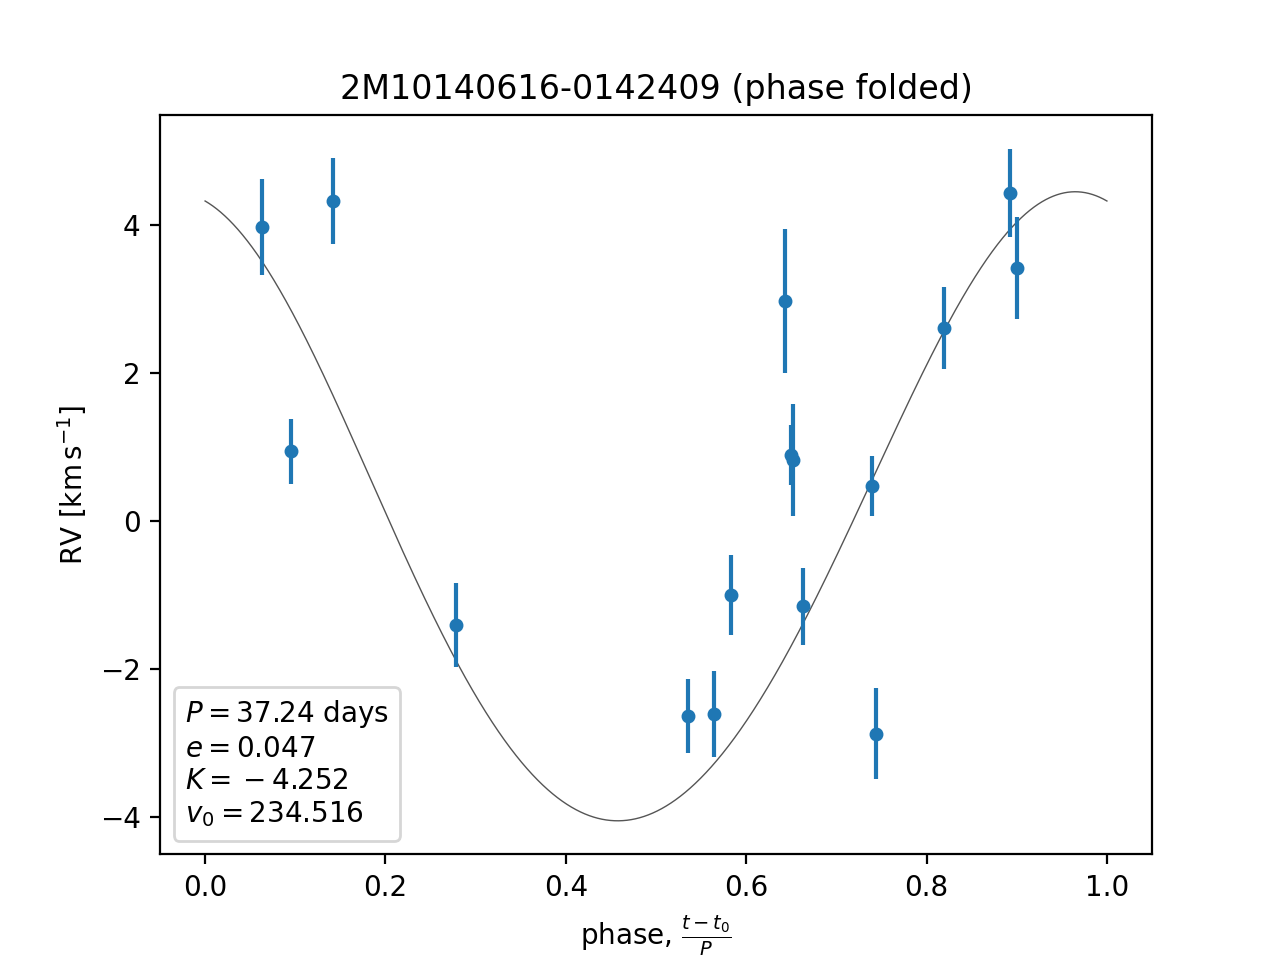 2M10140616-0142409 (phase folded)
RV [km s⁻¹]
4
2
0
−2
−4
P = 37.24 days
e = 0.047
K = −4.252
v₀ = 234.516
0.0 0.2 0.4 0.6 0.8 1.0
phase, (t − t₀)/P